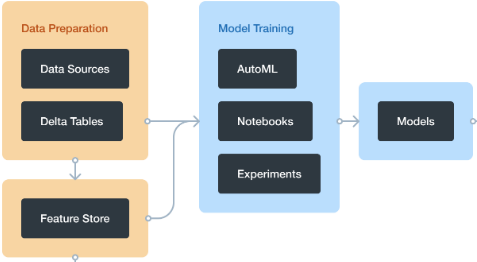 Data Preparation
Data Sources
Delta Tables
Feature Store
Model Training
AutoML
Notebooks
Experiments
Models